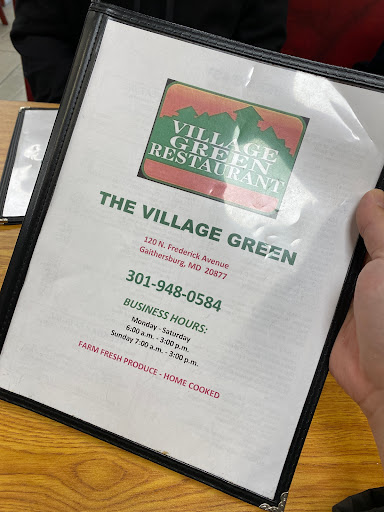 VILLAGE
GREEN
RESTAURANT
THE VILLAGE GREEN
120 N. Frederick Avenue
Gaithersburg, MD 20877
301-948-0584
BUSINESS HOURS:
Monday - Saturday
6:00 a.m. - 3:00 p.m.
Sunday 7:00 a.m. - 3:00 p.m.
FARM FRESH PRODUCE - HOME COOKED